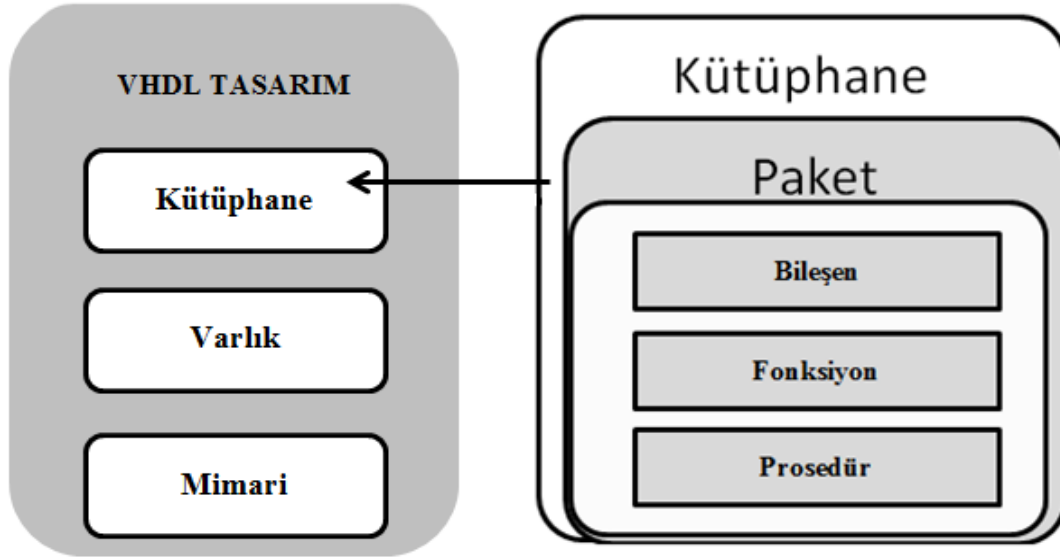 VHDL TASARIM
Kütüphane
Varlık
Mimari
Kütüphane
Paket
Bileşen
Fonksiyon
Prosedür